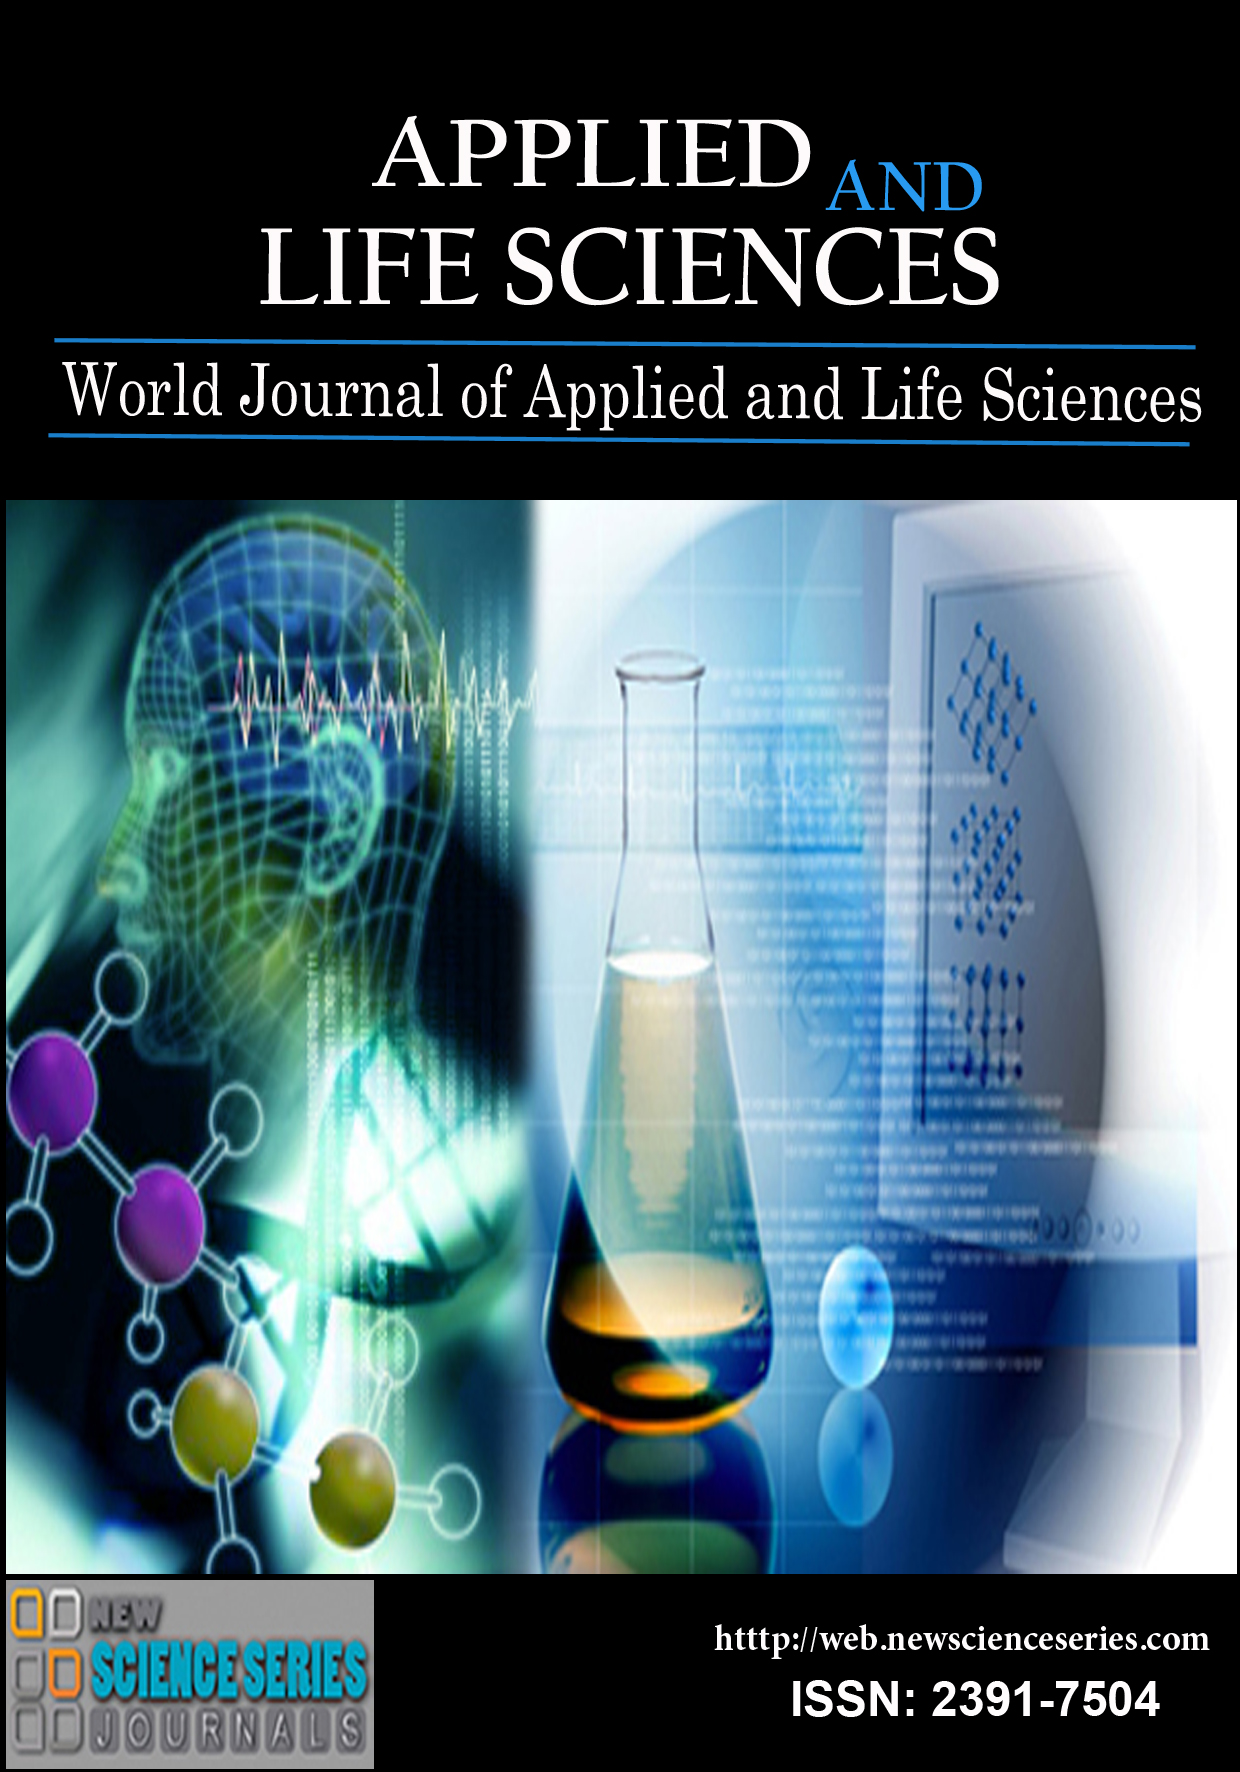 APPLIED AND
LIFE SCIENCES
World Journal of Applied and Life Sciences
NEW
SCIENCE SERIES
JOURNALS
htttp://web.newscienceseries.com
ISSN: 2391-7504